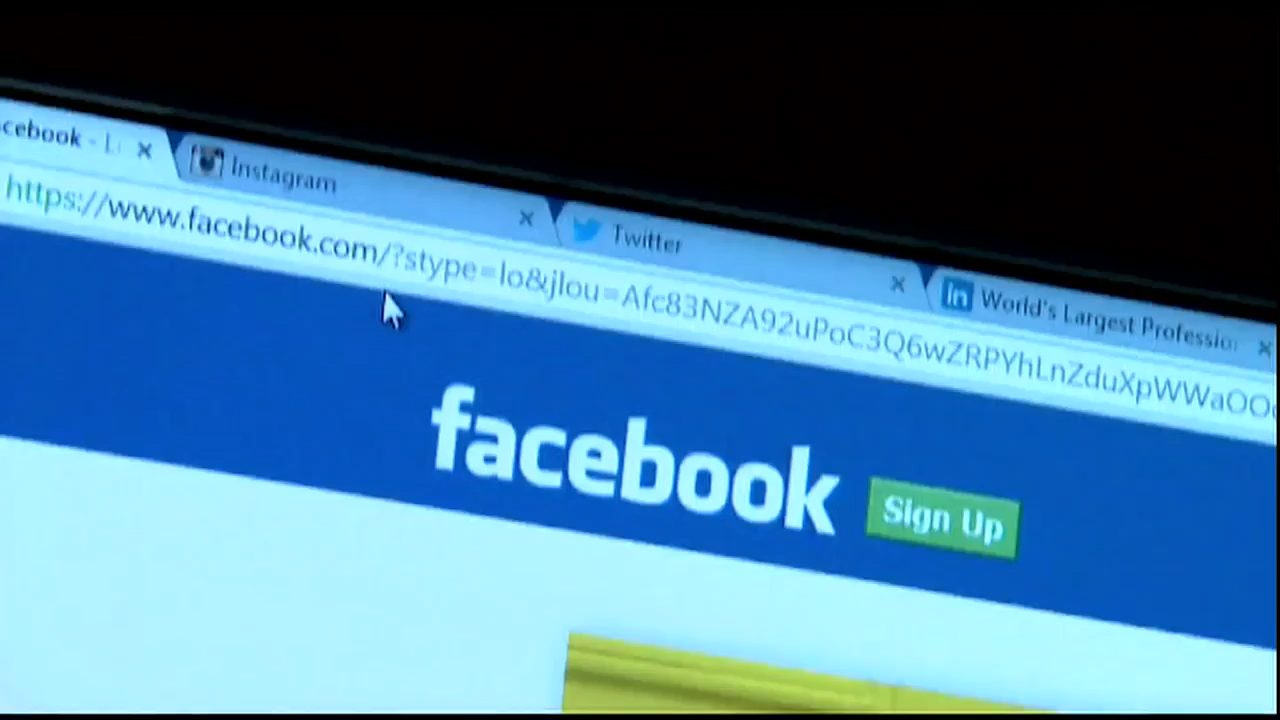 cebook - L
Instagram
Twitter
World's Largest Professio
https://www.facebook.com/?stype=lo&jlou=Afc83NZA92uPoC3Q6wZRPYhLnZduXpWWaOO
facebook
Sign Up